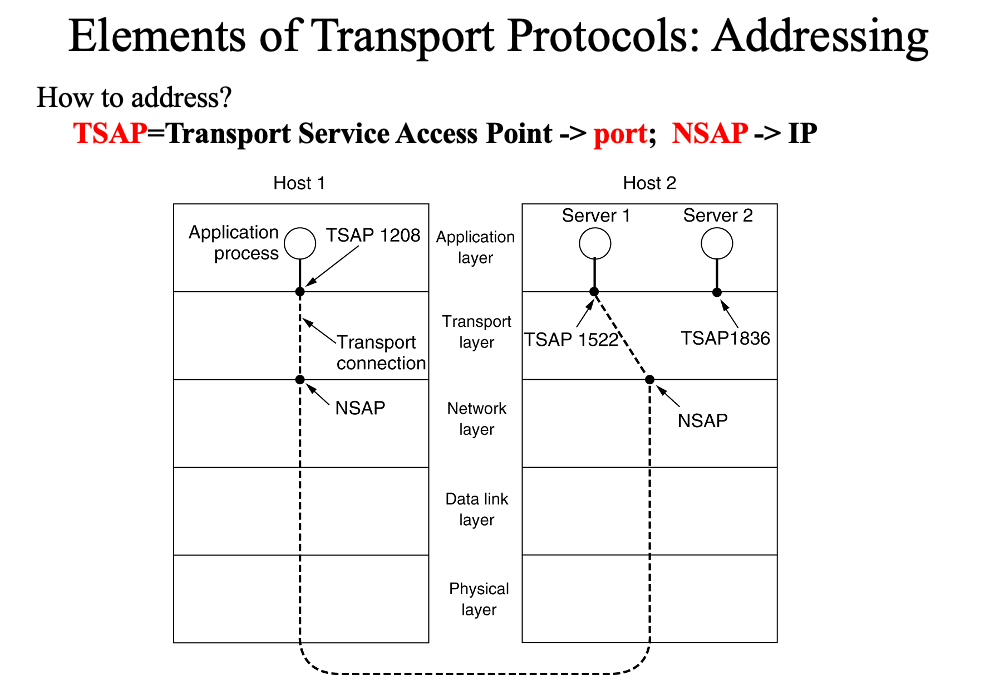 Elements of Transport Protocols: Addressing
How to address?
TSAP=Transport Service Access Point -> port; NSAP -> IP
Host 1
Host 2
Application
process
TSAP 1208
Application
layer
Server 1
Server 2
Transport
connection
Transport
layer
TSAP 1522
TSAP1836
NSAP
Network
layer
NSAP
Data link
layer
Physical
layer